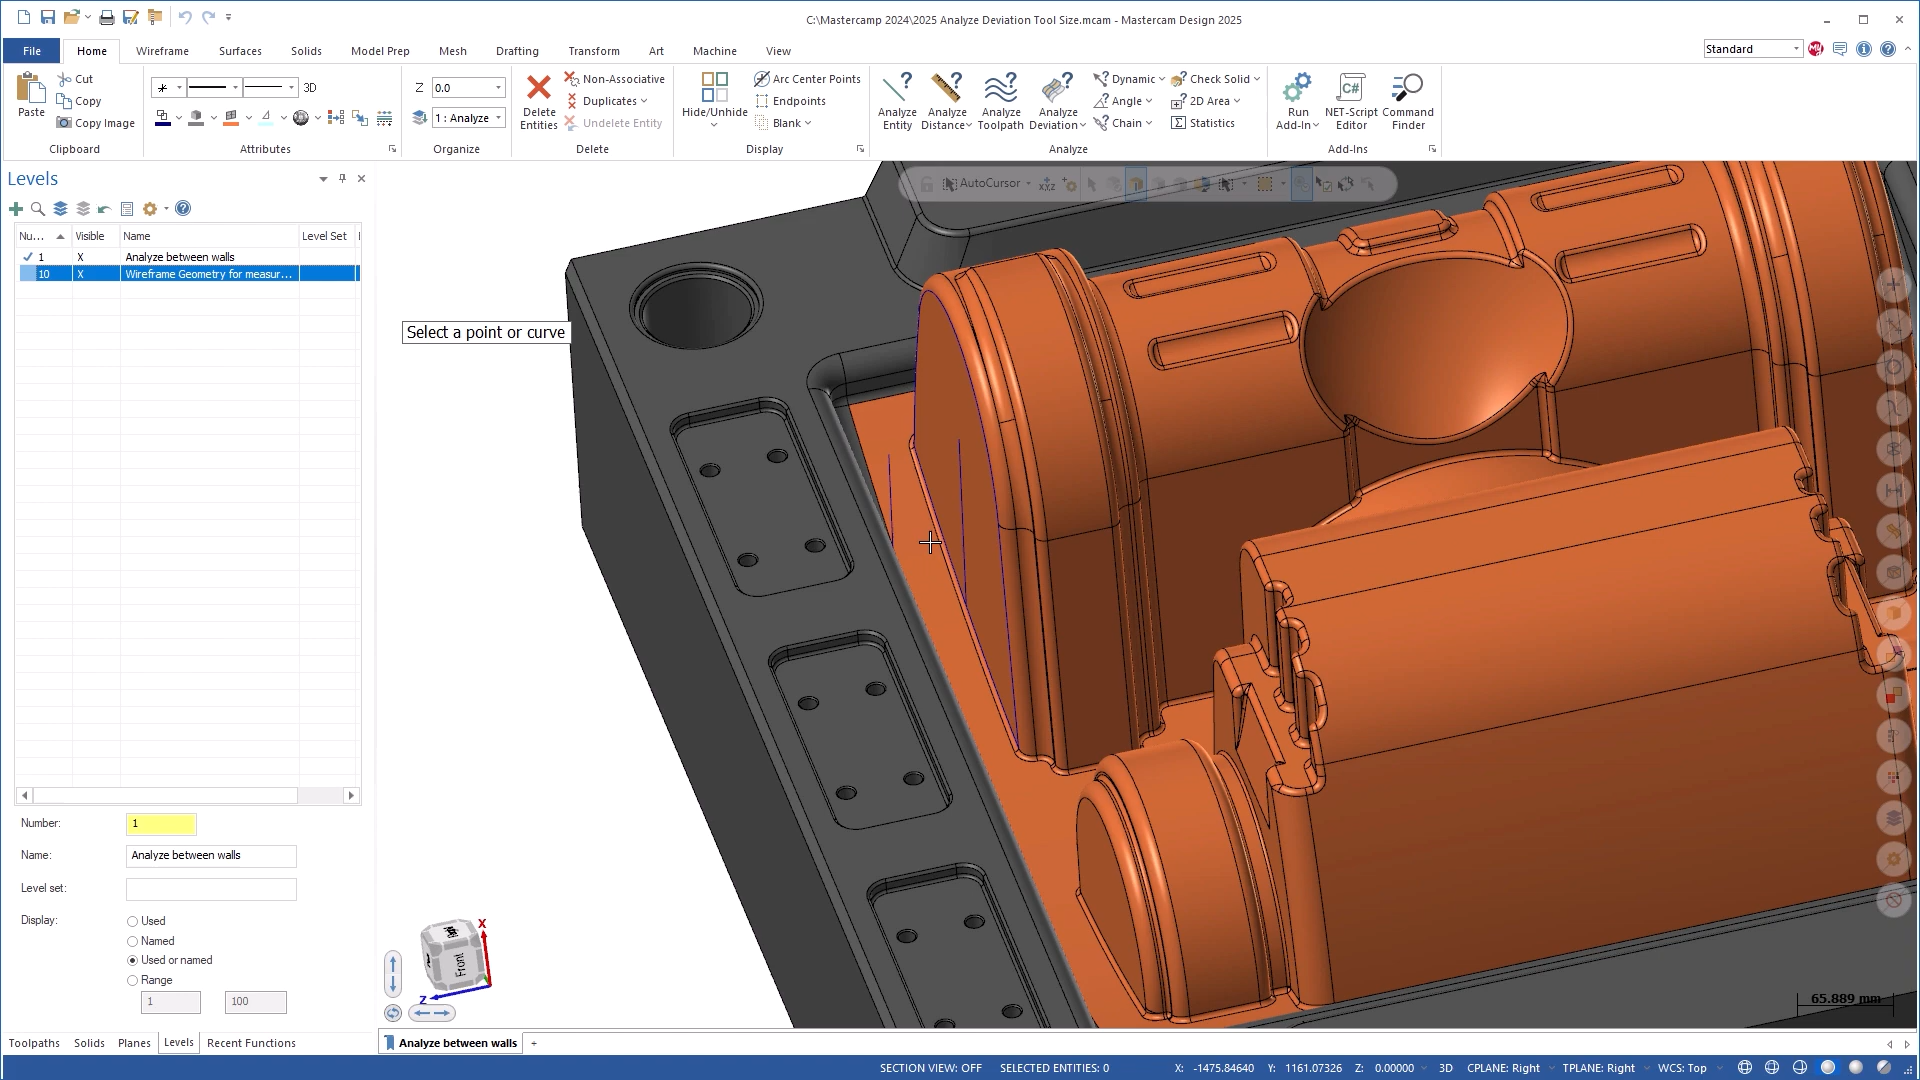 C:\Mastercamp 2024\2025 Analyze Deviation Tool Size.mcam - Mastercam Design 2025
File Home Wireframe Surfaces Solids Model Prep Mesh Drafting Transform Art Machine View Standard
Paste Cut Copy Copy Image
Clipboard
3D
Attributes
Z 0.0
1 : Analyze
Organize
Delete Entities
Non-Associative
Duplicates
Undelete Entity
Delete
Hide/Unhide
Arc Center Points
Endpoints
Blank
Display
Analyze Entity
Analyze Distance
Analyze Toolpath
Analyze Deviation
Dynamic
Angle
Chain
Check Solid
2D Area
Statistics
Analyze
Run Add-In
C#
NET-Script Editor
Command Finder
Add-Ins
Levels
Nu... Visible Name Level Set
1 X Analyze between walls
10 X Wireframe Geometry for measur...
Number: 1
Name: Analyze between walls
Level set:
Display: Used
Named
Used or named
Range
1 100
Toolpaths Solids Planes Levels Recent Functions
AutoCursor
Select a point or curve
X
Front
Z
65.889 mm
Analyze between walls +
SECTION VIEW: OFF SELECTED ENTITIES: 0 X: -1475.84640 Y: 1161.07326 Z: 0.00000 3D CPLANE: Right TPLANE: Right WCS: Top